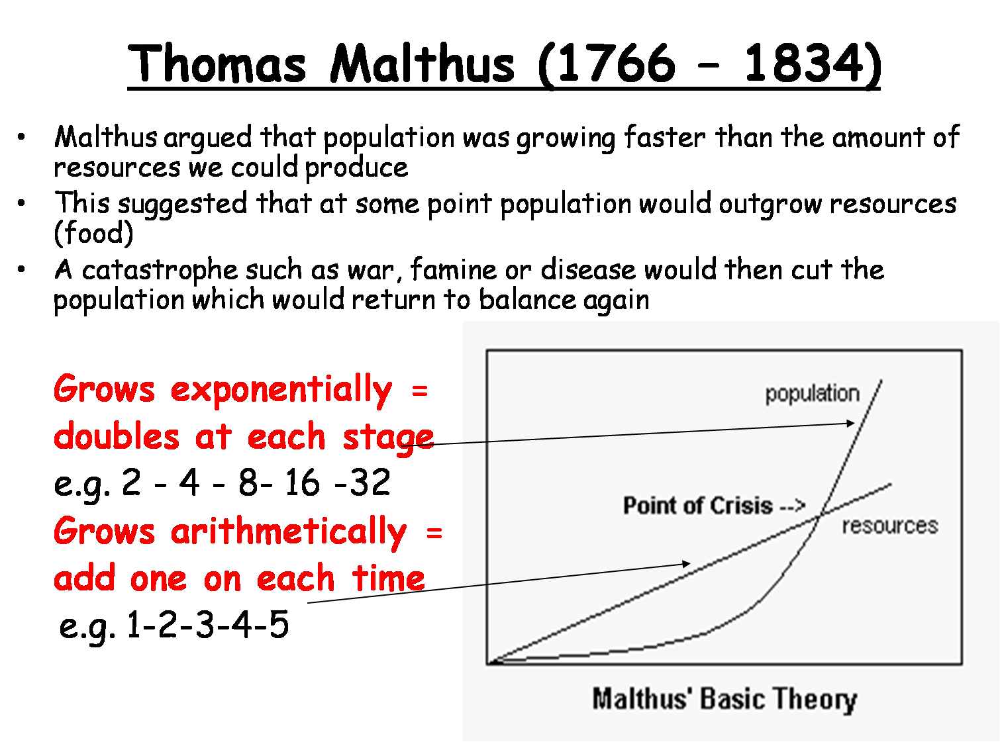 Thomas Malthus (1766 – 1834)
• Malthus argued that population was growing faster than the amount of
resources we could produce
• This suggested that at some point population would outgrow resources
(food)
• A catastrophe such as war, famine or disease would then cut the
population which would return to balance again
Grows exponentially =
doubles at each stage
e.g. 2 - 4 - 8- 16 -32
Grows arithmetically =
add one on each time
e.g. 1-2-3-4-5
population
Point of Crisis -->
resources
Malthus' Basic Theory